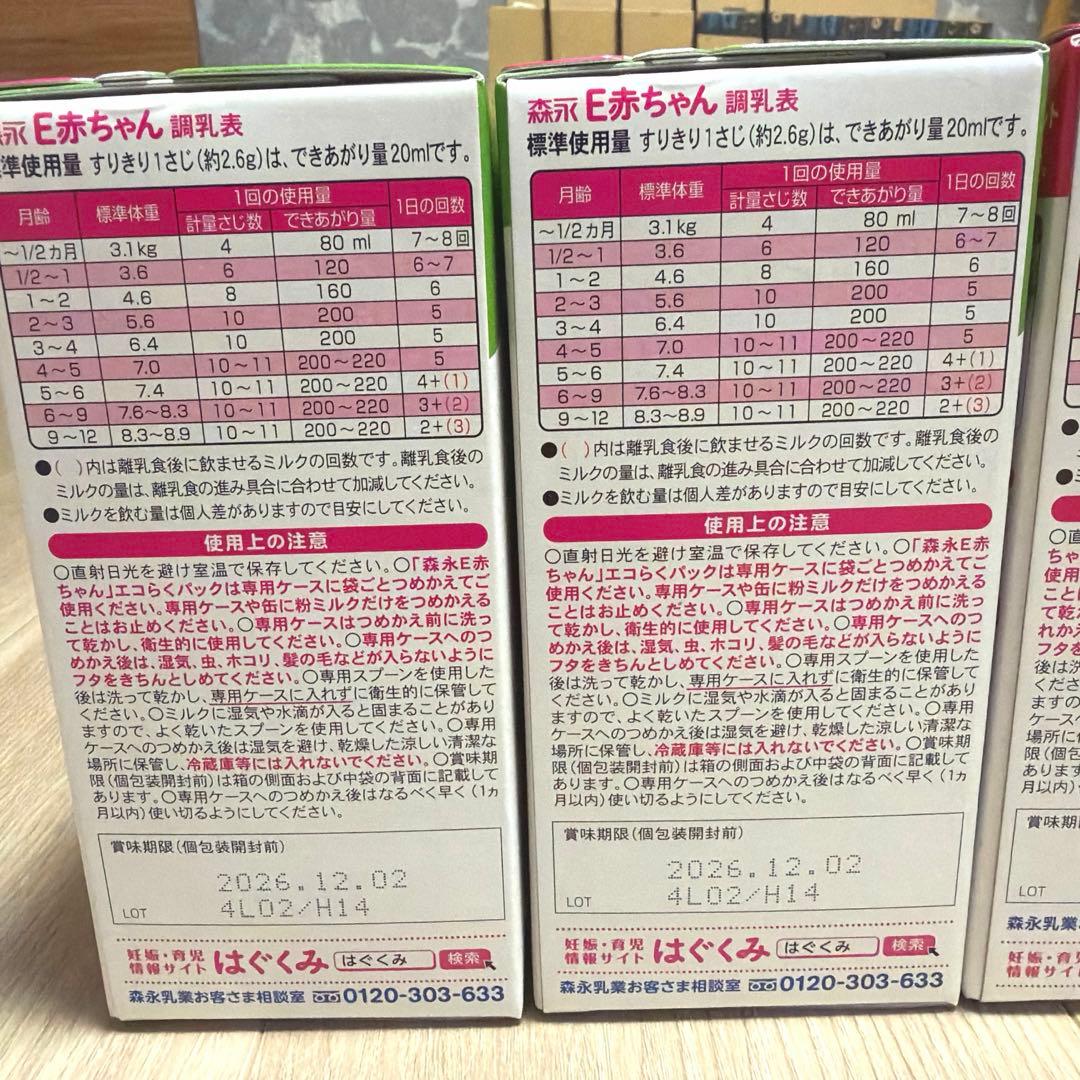 永 E赤ちゃん 調乳表
準使用量 すりきり1さじ(約2.6g)は、できあがり量20mlです。
月齢 標準体重 1回の使用量 1日の回数
計量さじ数 できあがり量
～1/2カ月 3.1kg 4 80 ml 7～8回
1/2～1 3.6 6 120 6～7
1～2 4.6 8 160 6
2～3 5.6 10 200 5
3～4 6.4 10 200 5
4～5 7.0 10～11 200～220 5
5～6 7.4 10～11 200～220 4+(1)
6～9 7.6～8.3 10～11 200～220 3+(2)
9～12 8.3～8.9 10～11 200～220 2+(3)
●( )内は離乳食後に飲ませるミルクの回数です。離乳食後の
ミルクの量は、離乳食の進み具合に合わせて加減してください。
●ミルクを飲む量は個人差がありますので目安にしてください。
使用上の注意
○直射日光を避け室温で保存してください。○「森永E赤
ちゃん」エコらくパックは専用ケースに袋ごとつめかえてご
使用ください。専用ケースや缶に粉ミルクだけをつめかえる
ことはお止めください。○専用ケースはつめかえ前に洗っ
て乾かし、衛生的に使用してください。○専用ケースへのつ
めかえ後は、湿気、虫、ホコリ、髪の毛などが入らないように
フタをきちんとしめてください。○専用スプーンを使用した
後は洗って乾かし、専用ケースに入れずに衛生的に保管して
ください。○ミルクに湿気や水滴が入ると固まることがあり
ますので、よく乾いたスプーンを使用してください。○専用
ケースへのつめかえ後は湿気を避け、乾燥した涼しい清潔な
場所に保管し、冷蔵庫等には入れないでください。○賞味期
限(個包装開封前)は箱の側面および中袋の背面に記載して
あります。○専用ケースへのつめかえ後はなるべく早く(1ヵ
月以内)使い切るようにしてください。
賞味期限(個包装開封前)
2026.12.02
LOT 4L02/H14
妊娠・育児
情報サイト はぐくみ はぐくみ 検索
森永乳業お客さま相談室 0120-303-633
森永 E赤ちゃん 調乳表
標準使用量 すりきり1さじ(約2.6g)は、できあがり量20mlです。
月齢 標準体重 1回の使用量 1日の回数
計量さじ数 できあがり量
～1/2カ月 3.1kg 4 80 ml 7～8回
1/2～1 3.6 6 120 6～7
1～2 4.6 8 160 6
2～3 5.6 10 200 5
3～4 6.4 10 200 5
4～5 7.0 10～11 200～220 5
5～6 7.4 10～11 200～220 4+(1)
6～9 7.6～8.3 10～11 200～220 3+(2)
9～12 8.3～8.9 10～11 200～220 2+(3)
●( )内は離乳食後に飲ませるミルクの回数です。離乳食後の
ミルクの量は、離乳食の進み具合に合わせて加減してください。
●ミルクを飲む量は個人差がありますので目安にしてください。
使用上の注意
○直射日光を避け室温で保存してください。○「森永E赤
ちゃん」エコらくパックは専用ケースに袋ごとつめかえてご
使用ください。専用ケースや缶に粉ミルクだけをつめかえる
ことはお止めください。○専用ケースはつめかえ前に洗っ
て乾かし、衛生的に使用してください。○専用ケースへのつ
めかえ後は、湿気、虫、ホコリ、髪の毛などが入らないように
フタをきちんとしめてください。○専用スプーンを使用した
後は洗って乾かし、専用ケースに入れずに衛生的に保管して
ください。○ミルクに湿気や水滴が入ると固まることがあり
ますので、よく乾いたスプーンを使用してください。○専用
ケースへのつめかえ後は湿気を避け、乾燥した涼しい清潔な
場所に保管し、冷蔵庫等には入れないでください。○賞味期
限(個包装開封前)は箱の側面および中袋の背面に記載して
あります。○専用ケースへのつめかえ後はなるべく早く(1ヵ
月以内)使い切るようにしてください。
賞味期限(個包装開封前)
2026.12.02
LOT 4L02/H14
妊娠・育児
情報サイト はぐくみ はぐくみ 検索
森永乳業お客さま相談室 0120-303-633
賞味期
LOT
森永乳業
妊娠・育児
情報サイト